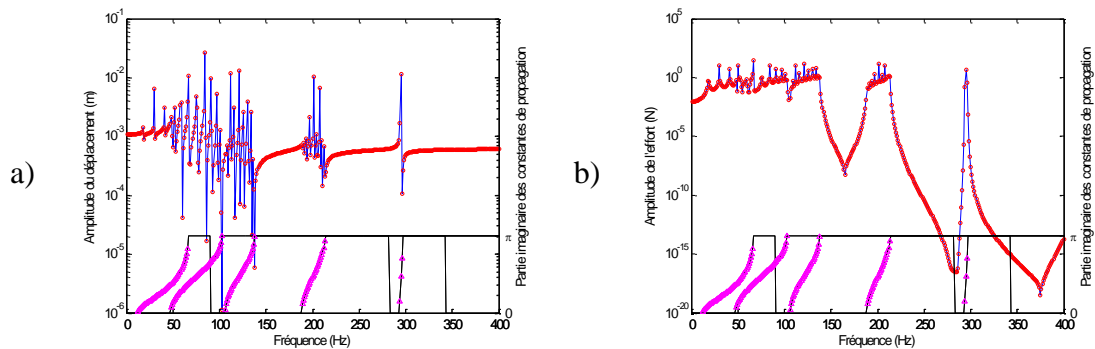 a)
Amplitude du déplacement (m)
10^-1
10^-2
10^-3
10^-4
10^-5
10^-6
0 50 100 150 200 250 300 350 400
Fréquence (Hz)
π
0
Partie imaginaire des constantes de propagation
b)
Amplitude de l'effort (N)
10^5
10^0
10^-5
10^-10
10^-15
10^-20
0 50 100 150 200 250 300 350 400
Fréquence (Hz)
π
0
Partie imaginaire des constantes de propagation